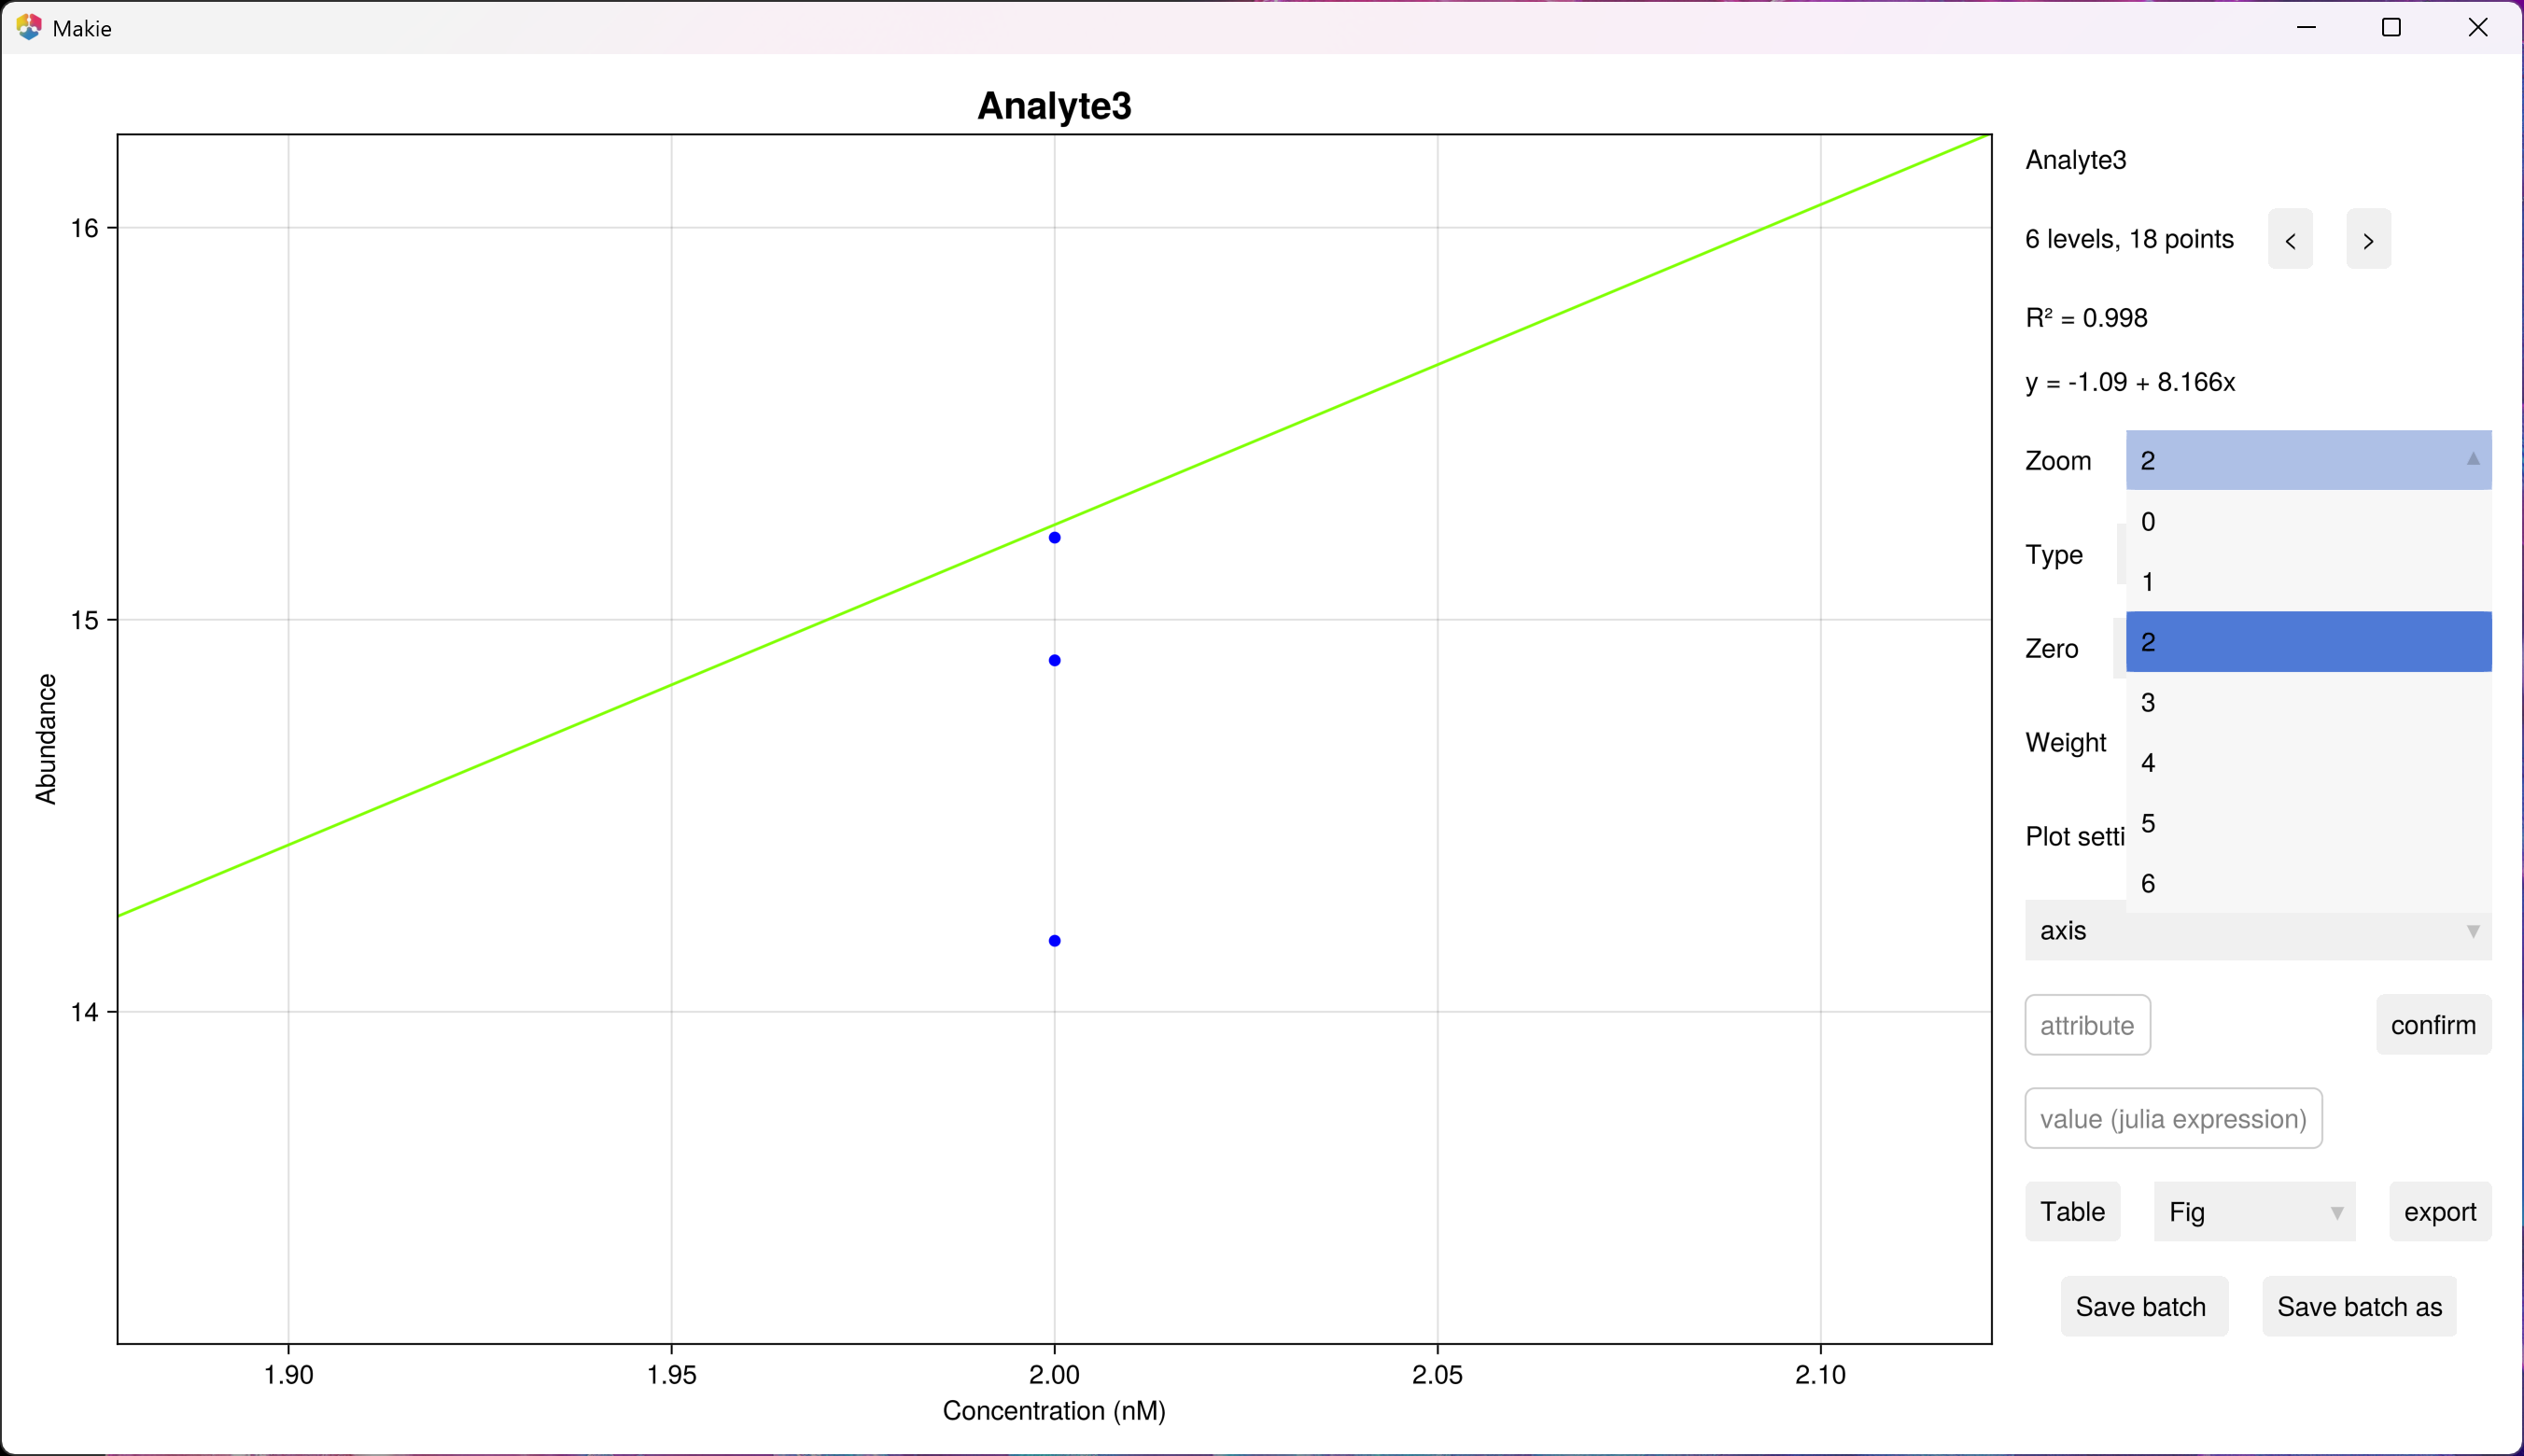 Makie
Analyte3
16
15
14
Abundance
1.90
1.95
2.00
2.05
2.10
Concentration (nM)
Analyte3
6 levels, 18 points
<
>
R² = 0.998
y = -1.09 + 8.166x
Zoom
2
0
1
2
3
4
5
6
Type
Zero
Weight
Plot setti
axis
attribute
confirm
value (julia expression)
Table
Fig
export
Save batch
Save batch as